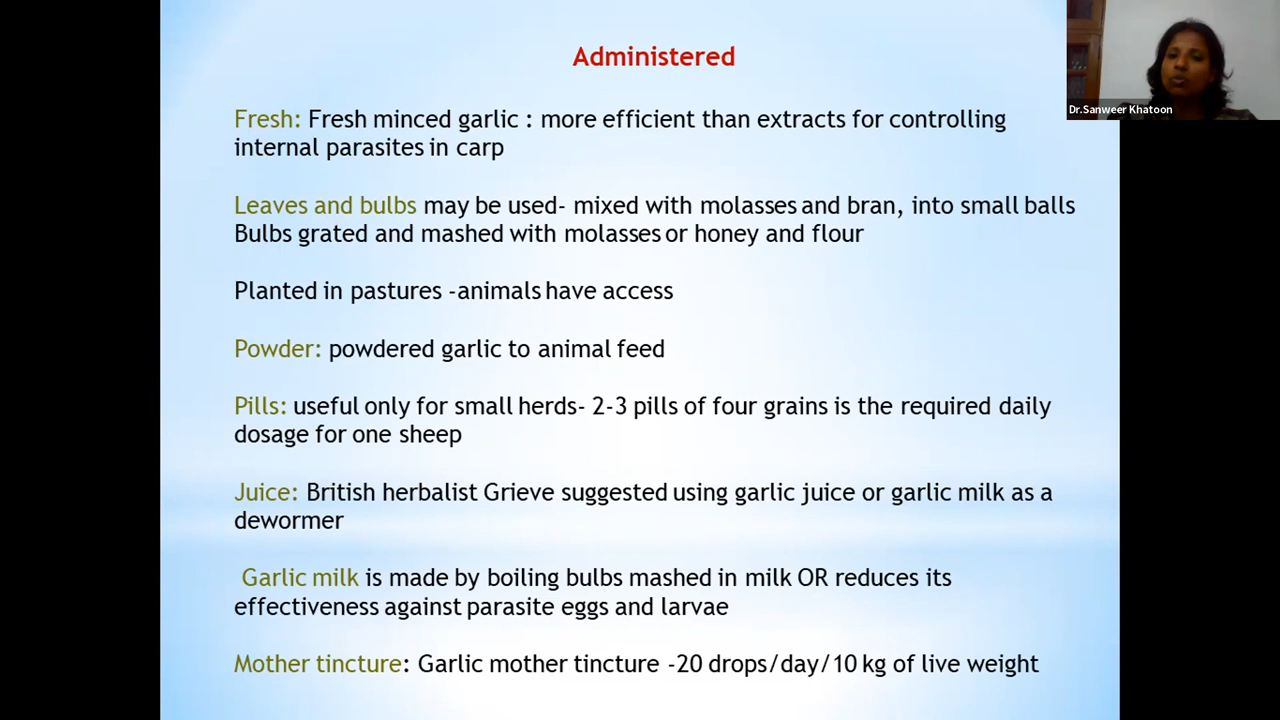 Administered
Dr.Sanweer Khatoon
Fresh: Fresh minced garlic : more efficient than extracts for controlling
internal parasites in carp
Leaves and bulbs may be used- mixed with molasses and bran, into small balls
Bulbs grated and mashed with molasses or honey and flour
Planted in pastures -animals have access
Powder: powdered garlic to animal feed
Pills: useful only for small herds- 2-3 pills of four grains is the required daily
dosage for one sheep
Juice: British herbalist Grieve suggested using garlic juice or garlic milk as a
dewormer
Garlic milk is made by boiling bulbs mashed in milk OR reduces its
effectiveness against parasite eggs and larvae
Mother tincture: Garlic mother tincture -20 drops/day/10 kg of live weight